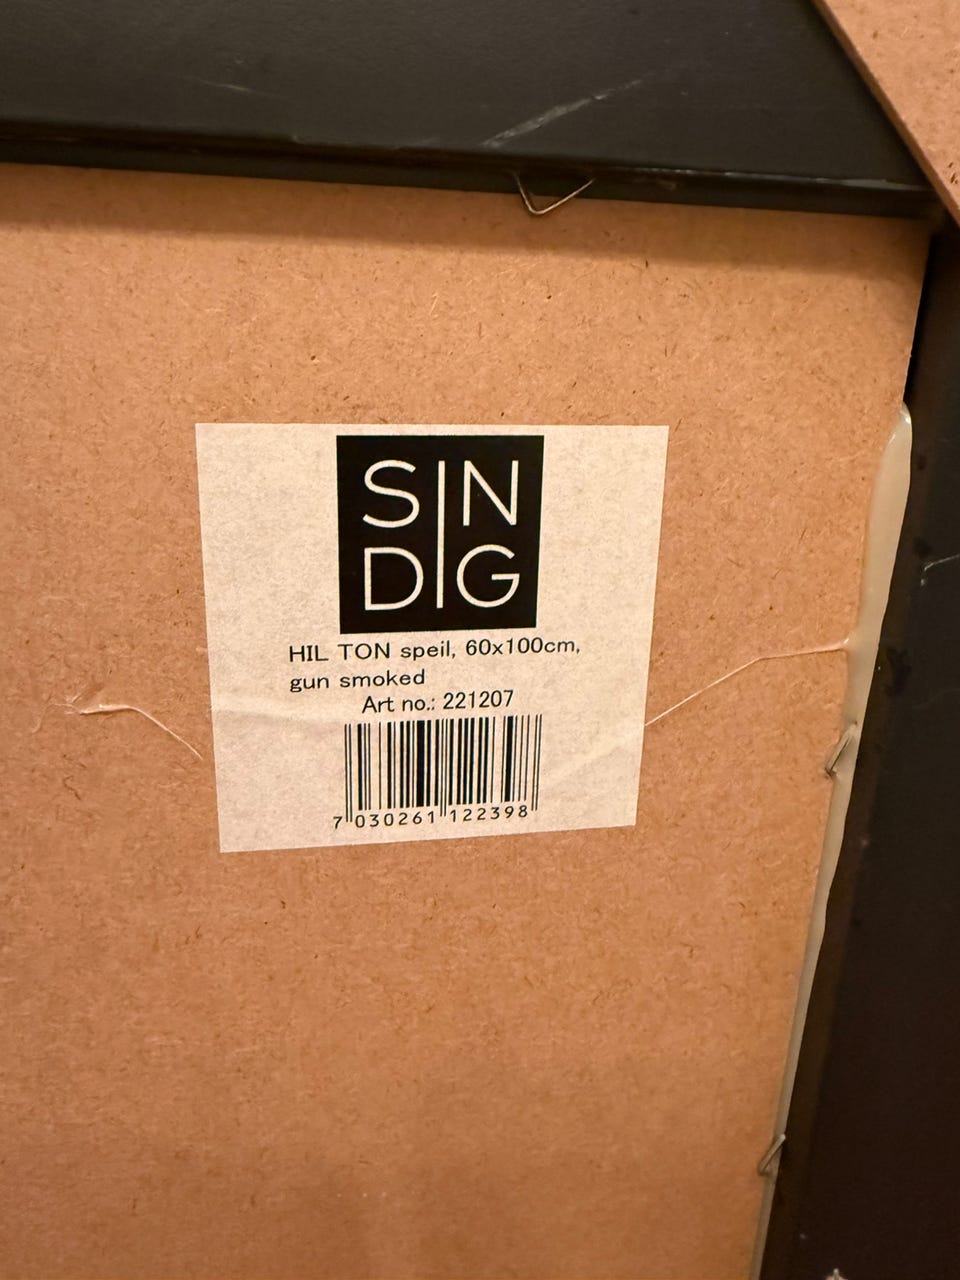 SIN
DIG
HIL TON speil, 60x100cm,
gun smoked
Art no.: 221207
7 030261 122398